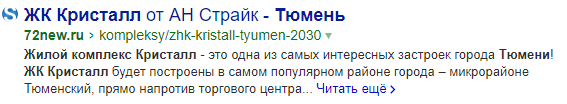 ЖК Кристалл от АН Страйк - Тюмень
72new.ru › kompleksy/zhk-kristall-tyumen-2030
Жилой комплекс Кристалл - это одна из самых интересных застроек города Тюмени!
ЖК Кристалл будет построены в самом популярном районе города – микрорайоне
Тюменский, прямо напротив торгового центра... Читать ещё ›